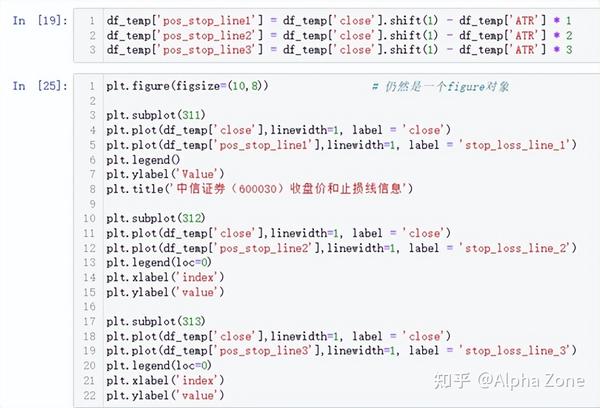 In [19]:
1 df_temp['pos_stop_line1'] = df_temp['close'].shift(1) - df_temp['ATR'] * 1
2 df_temp['pos_stop_line2'] = df_temp['close'].shift(1) - df_temp['ATR'] * 2
3 df_temp['pos_stop_line3'] = df_temp['close'].shift(1) - df_temp['ATR'] * 3
In [25]:
1 plt.figure(figsize=(10,8)) # 仍然是一个figure对象
2
3 plt.subplot(311)
4 plt.plot(df_temp['close'],linewidth=1, label = 'close')
5 plt.plot(df_temp['pos_stop_line1'],linewidth=1, label = 'stop_loss_line_1')
6 plt.legend()
7 plt.ylabel('Value')
8 plt.title('中信证券（600030）收盘价和止损线信息')
9
10 plt.subplot(312)
11 plt.plot(df_temp['close'],linewidth=1, label = 'close')
12 plt.plot(df_temp['pos_stop_line2'],linewidth=1, label = 'stop_loss_line_2')
13 plt.legend(loc=0)
14 plt.xlabel('index')
15 plt.ylabel('value')
16
17 plt.subplot(313)
18 plt.plot(df_temp['close'],linewidth=1, label = 'close')
19 plt.plot(df_temp['pos_stop_line3'],linewidth=1, label = 'stop_loss_line_3')
20 plt.legend(loc=0)
21 plt.xlabel('index')
22 plt.ylabel('value')
知乎 @Alpha Zone